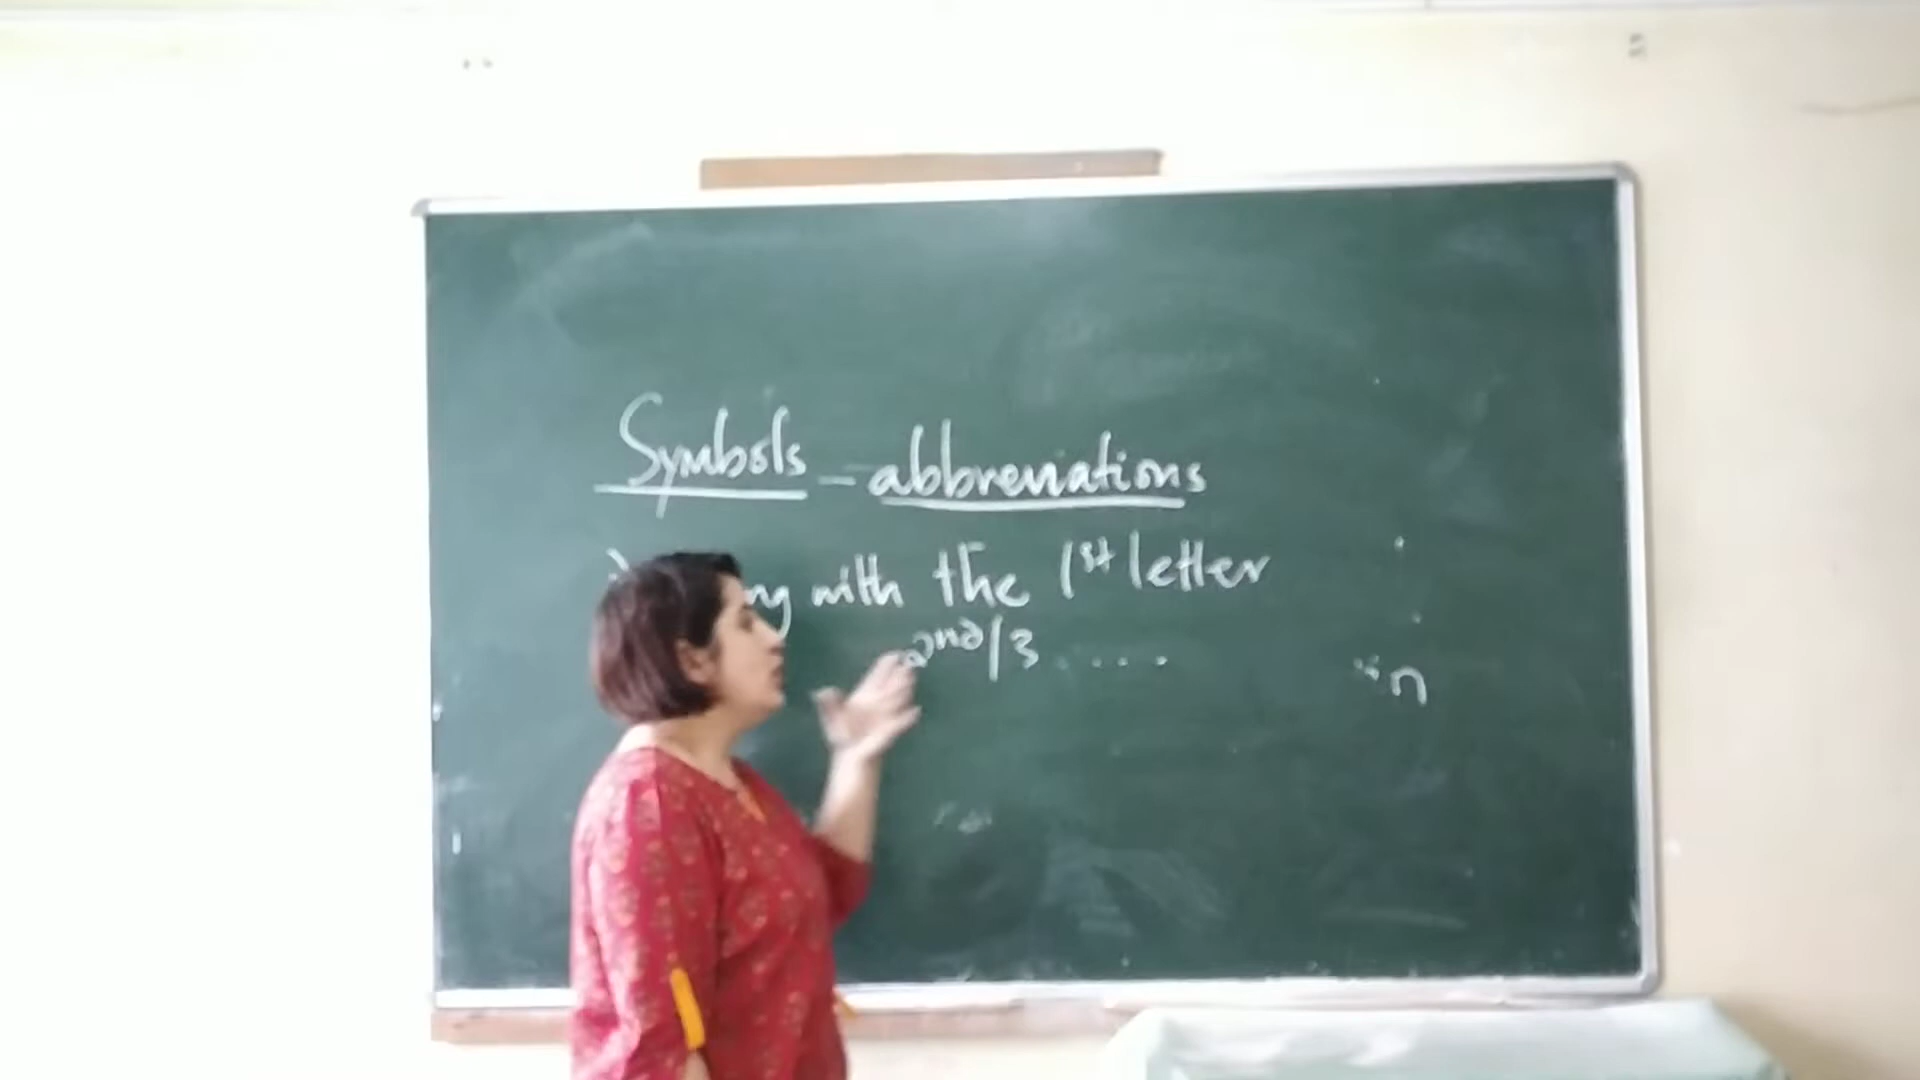 Symbols - abbreviations
with the 1st letter
2nd/3 ....
n